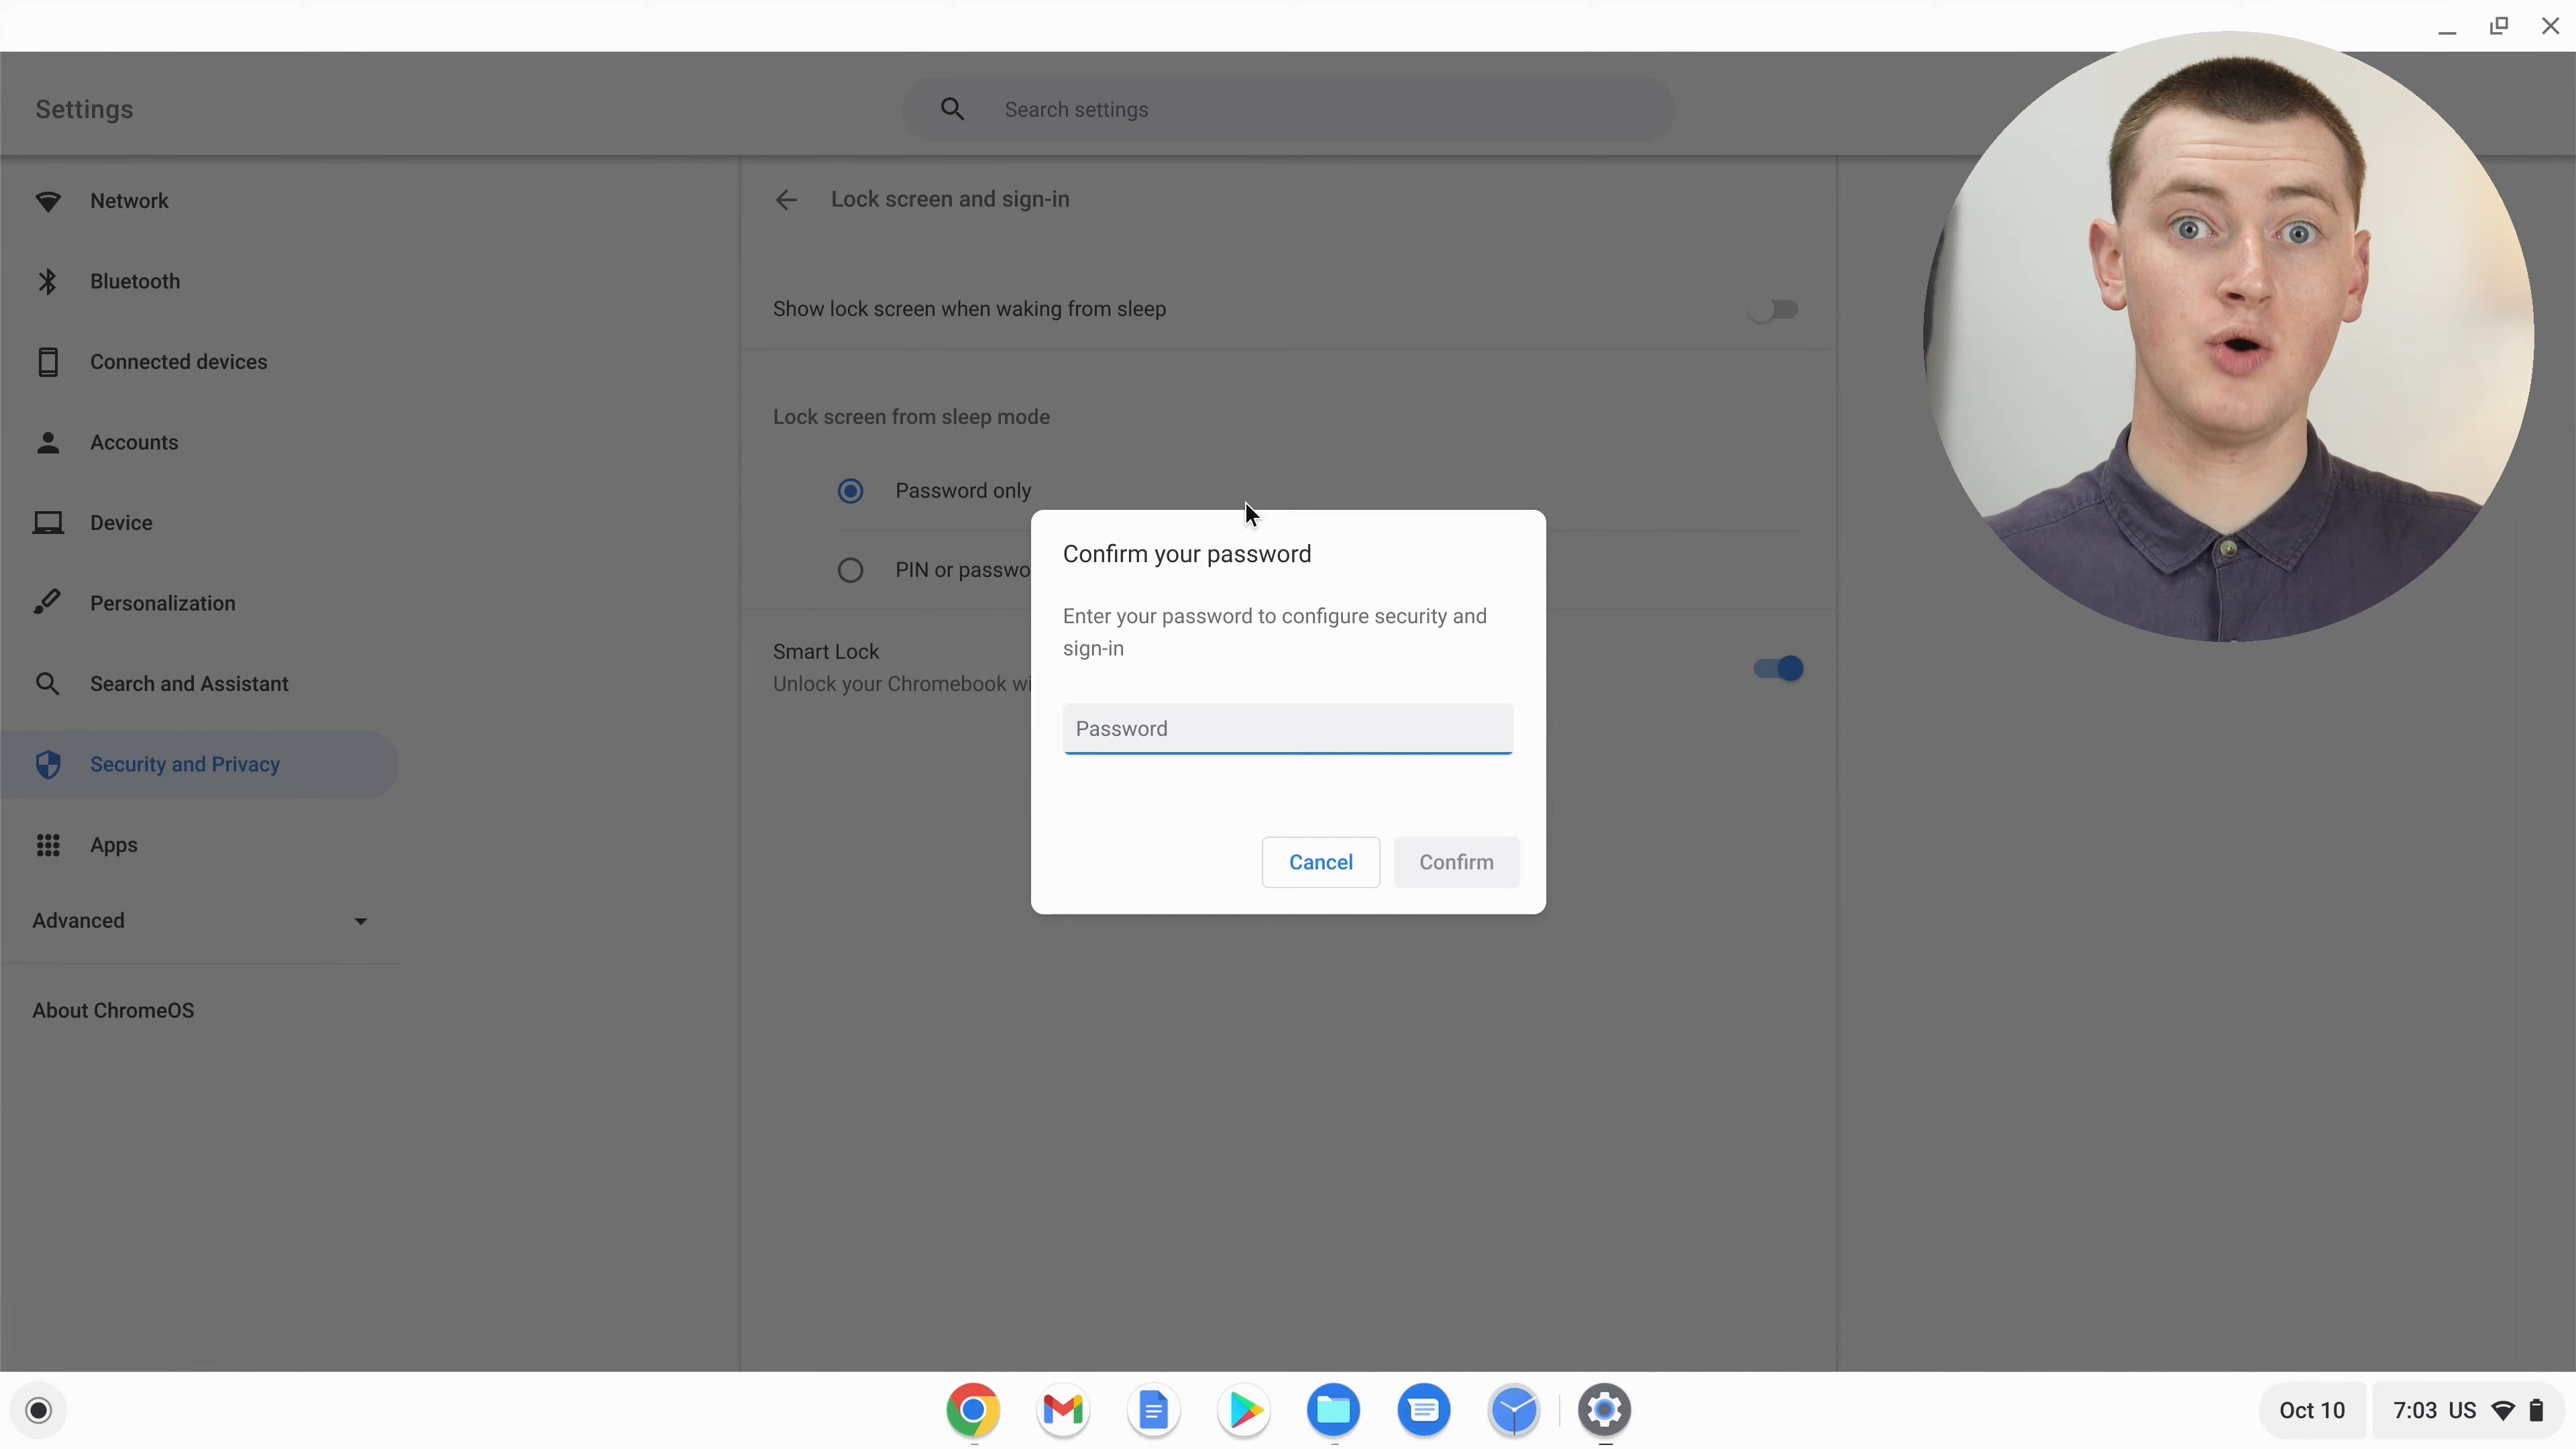 Settings
Search settings
Network
Bluetooth
Connected devices
Accounts
Device
Personalization
Search and Assistant
Security and Privacy
Apps
Advanced
About ChromeOS
Lock screen and sign-in
Show lock screen when waking from sleep
Lock screen from sleep mode
Password only
PIN or passwo
Smart Lock
Unlock your Chromebook wi
Confirm your password
Enter your password to configure security and
sign-in
Password
Cancel
Confirm
Oct 10
7:03 US